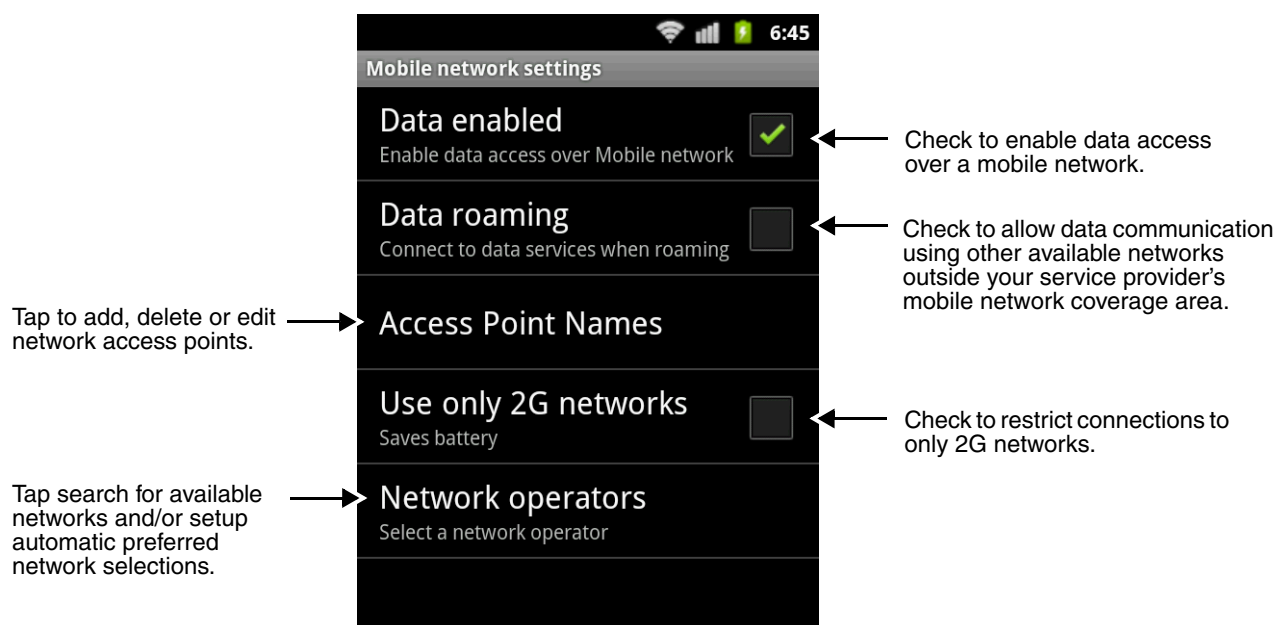 6:45
Mobile network settings
Data enabled
Enable data access over Mobile network
Check to enable data access
over a mobile network.
Data roaming
Connect to data services when roaming
Check to allow data communication
using other available networks
outside your service provider's
mobile network coverage area.
Tap to add, delete or edit
network access points.
Access Point Names
Use only 2G networks
Saves battery
Check to restrict connections to
only 2G networks.
Tap search for available
networks and/or setup
automatic preferred
network selections.
Network operators
Select a network operator